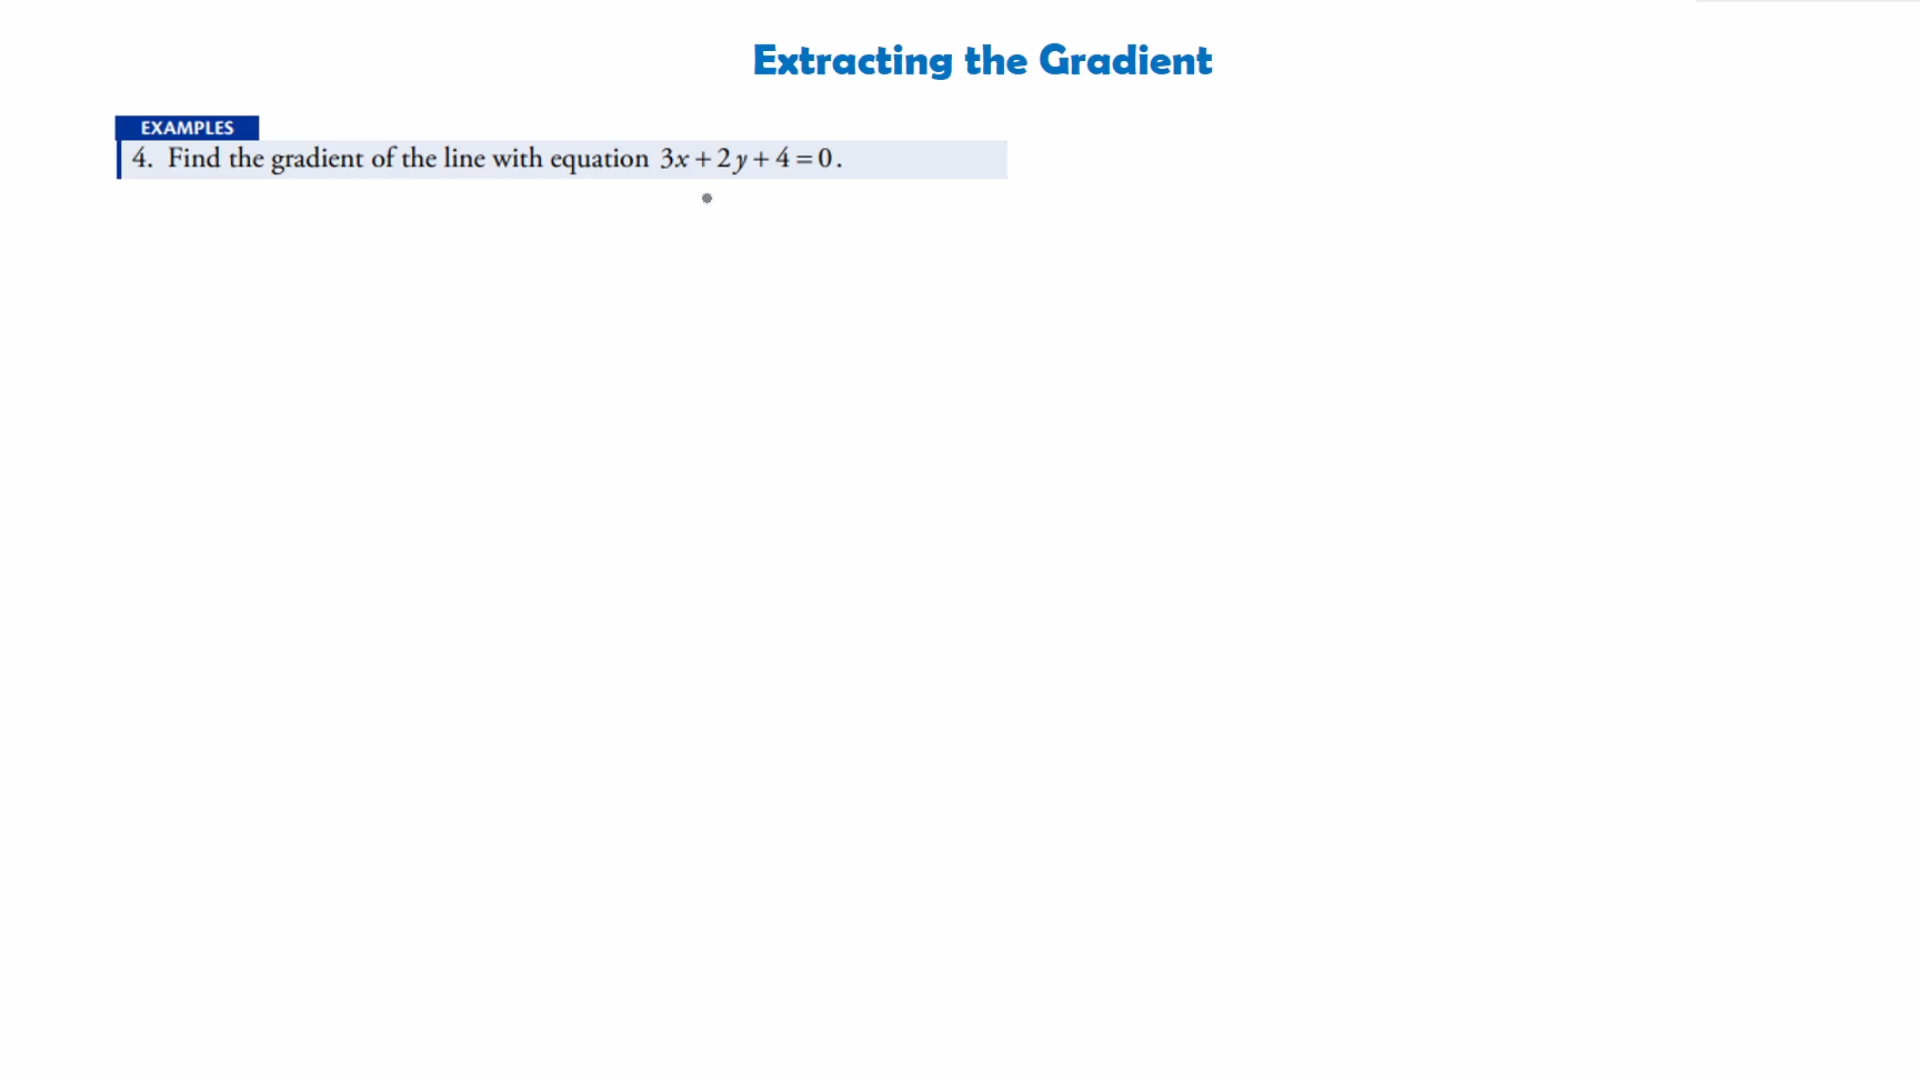 Extracting the Gradient
EXAMPLES
4. Find the gradient of the line with equation 3x + 2y + 4 = 0.